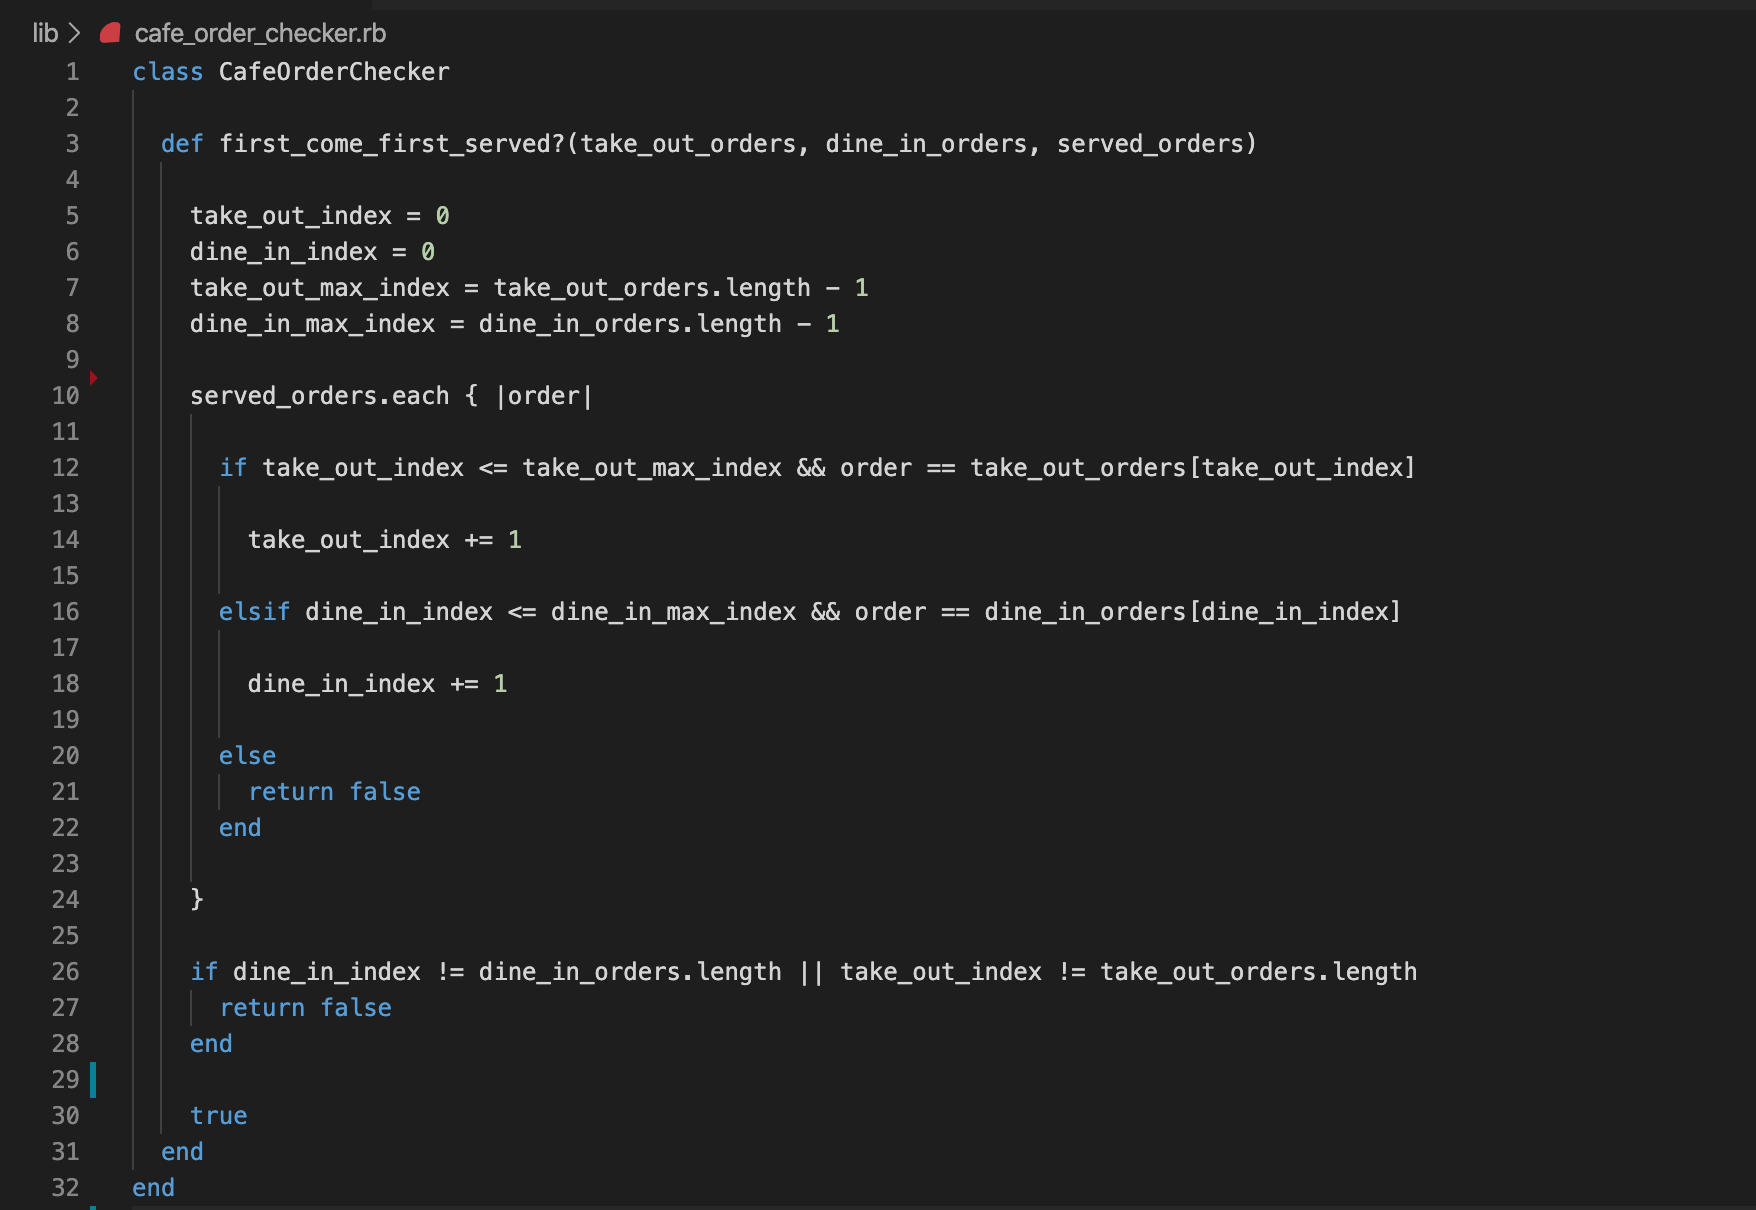 lib > cafe_order_checker.rb
1 class CafeOrderChecker
2
3 def first_come_first_served?(take_out_orders, dine_in_orders, served_orders)
4
5 take_out_index = 0
6 dine_in_index = 0
7 take_out_max_index = take_out_orders.length - 1
8 dine_in_max_index = dine_in_orders.length - 1
9
10 served_orders.each { |order|
11
12 if take_out_index <= take_out_max_index && order == take_out_orders[take_out_index]
13
14 take_out_index += 1
15
16 elsif dine_in_index <= dine_in_max_index && order == dine_in_orders[dine_in_index]
17
18 dine_in_index += 1
19
20 else
21 return false
22 end
23
24 }
25
26 if dine_in_index != dine_in_orders.length || take_out_index != take_out_orders.length
27 return false
28 end
29
30 true
31 end
32 end